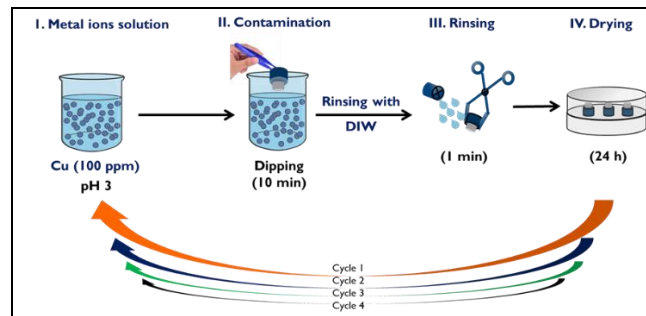 I. Metal ions solution
II. Contamination
III. Rinsing
IV. Drying
Rinsing with
DIW
Cu (100 ppm)
pH 3
Dipping
(10 min)
(1 min)
(24 h)
Cycle 1
Cycle 2
Cycle 3
Cycle 4